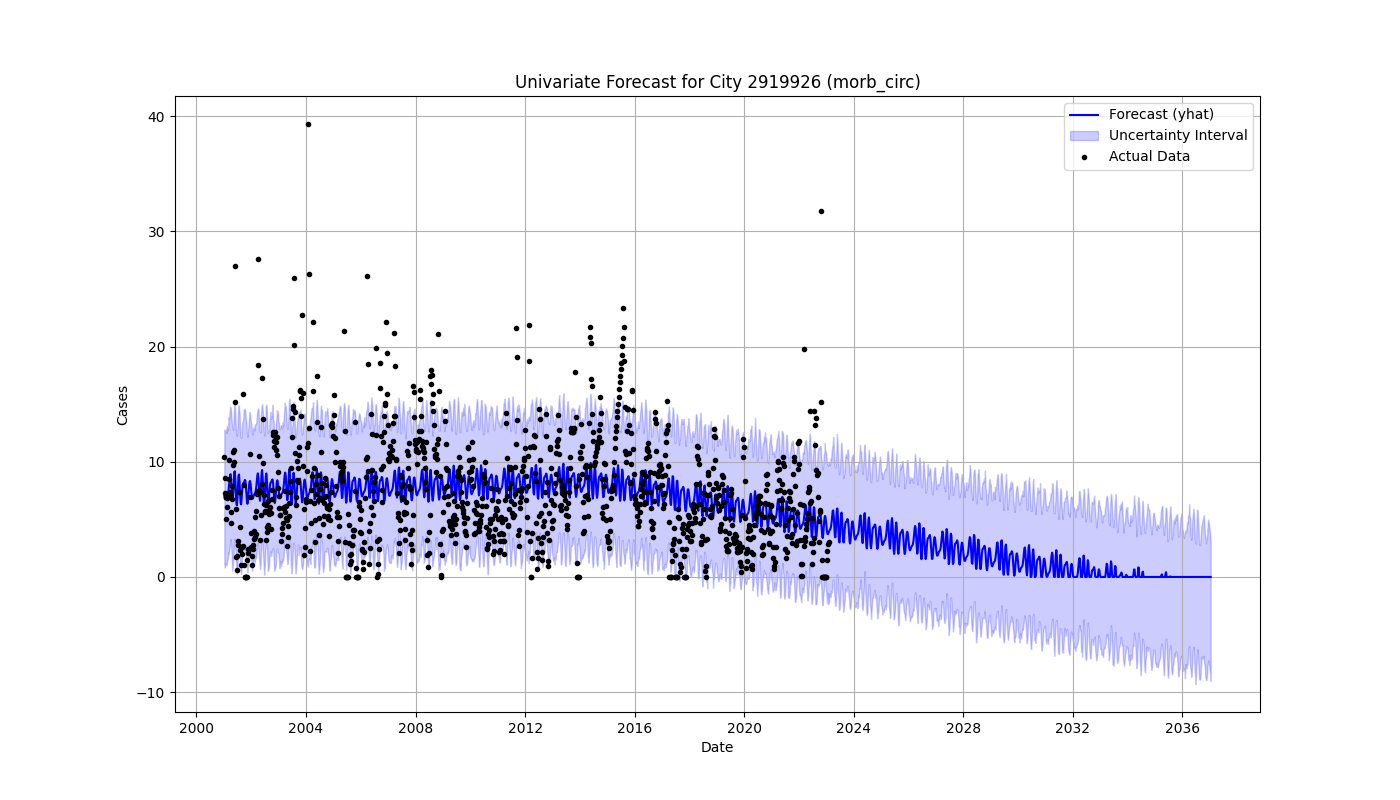 Univariate Forecast for City 2919926 (morb_circ)
Forecast (yhat)
Uncertainty Interval
Actual Data
Cases
40
30
20
10
0
−10
2000 2004 2008 2012 2016 2020 2024 2028 2032 2036
Date